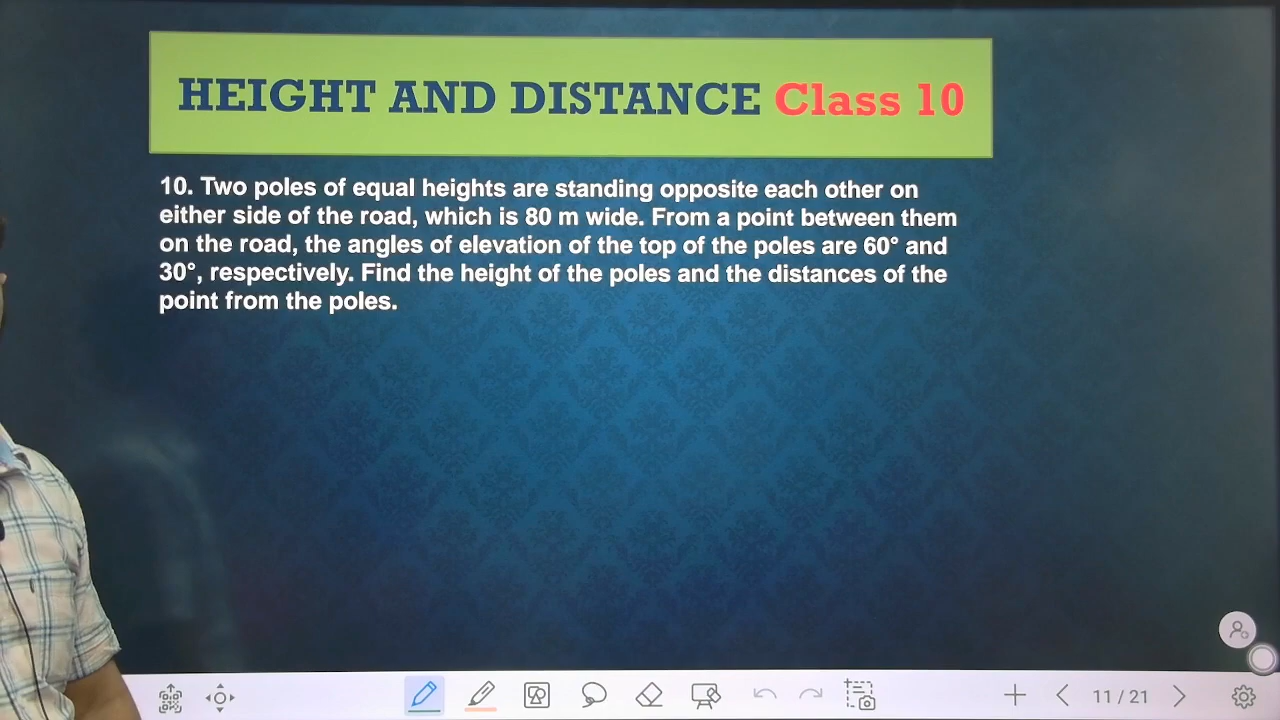 HEIGHT AND DISTANCE Class 10
10. Two poles of equal heights are standing opposite each other on
either side of the road, which is 80 m wide. From a point between them
on the road, the angles of elevation of the top of the poles are 60° and
30°, respectively. Find the height of the poles and the distances of the
point from the poles.
11 / 21